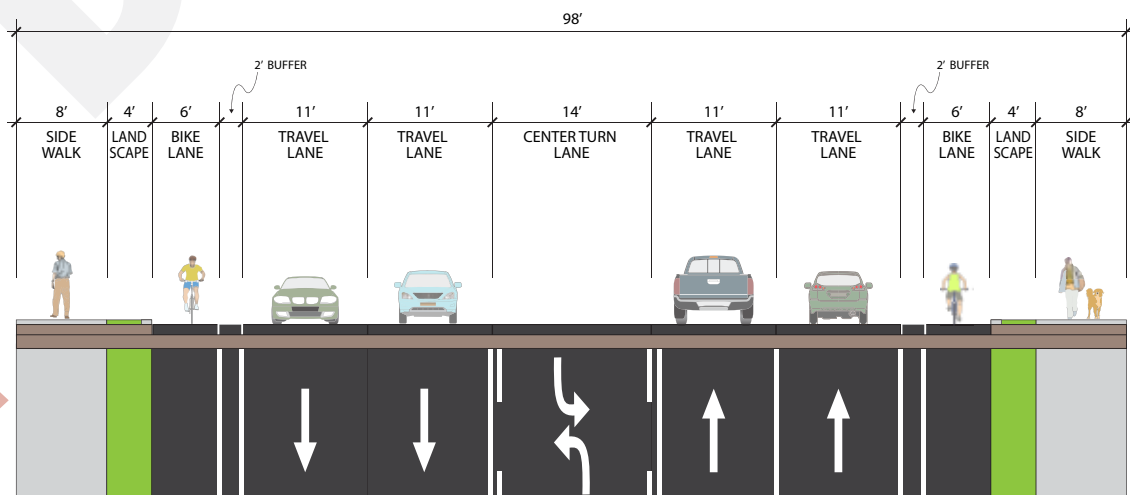 98’
2’ BUFFER
2’ BUFFER
8’
4’
6’
11’
11’
14’
11’
11’
6’
4’
8’
SIDE
WALK
LAND
SCAPE
BIKE
LANE
TRAVEL
LANE
TRAVEL
LANE
CENTER TURN
LANE
TRAVEL
LANE
TRAVEL
LANE
BIKE
LANE
LAND
SCAPE
SIDE
WALK